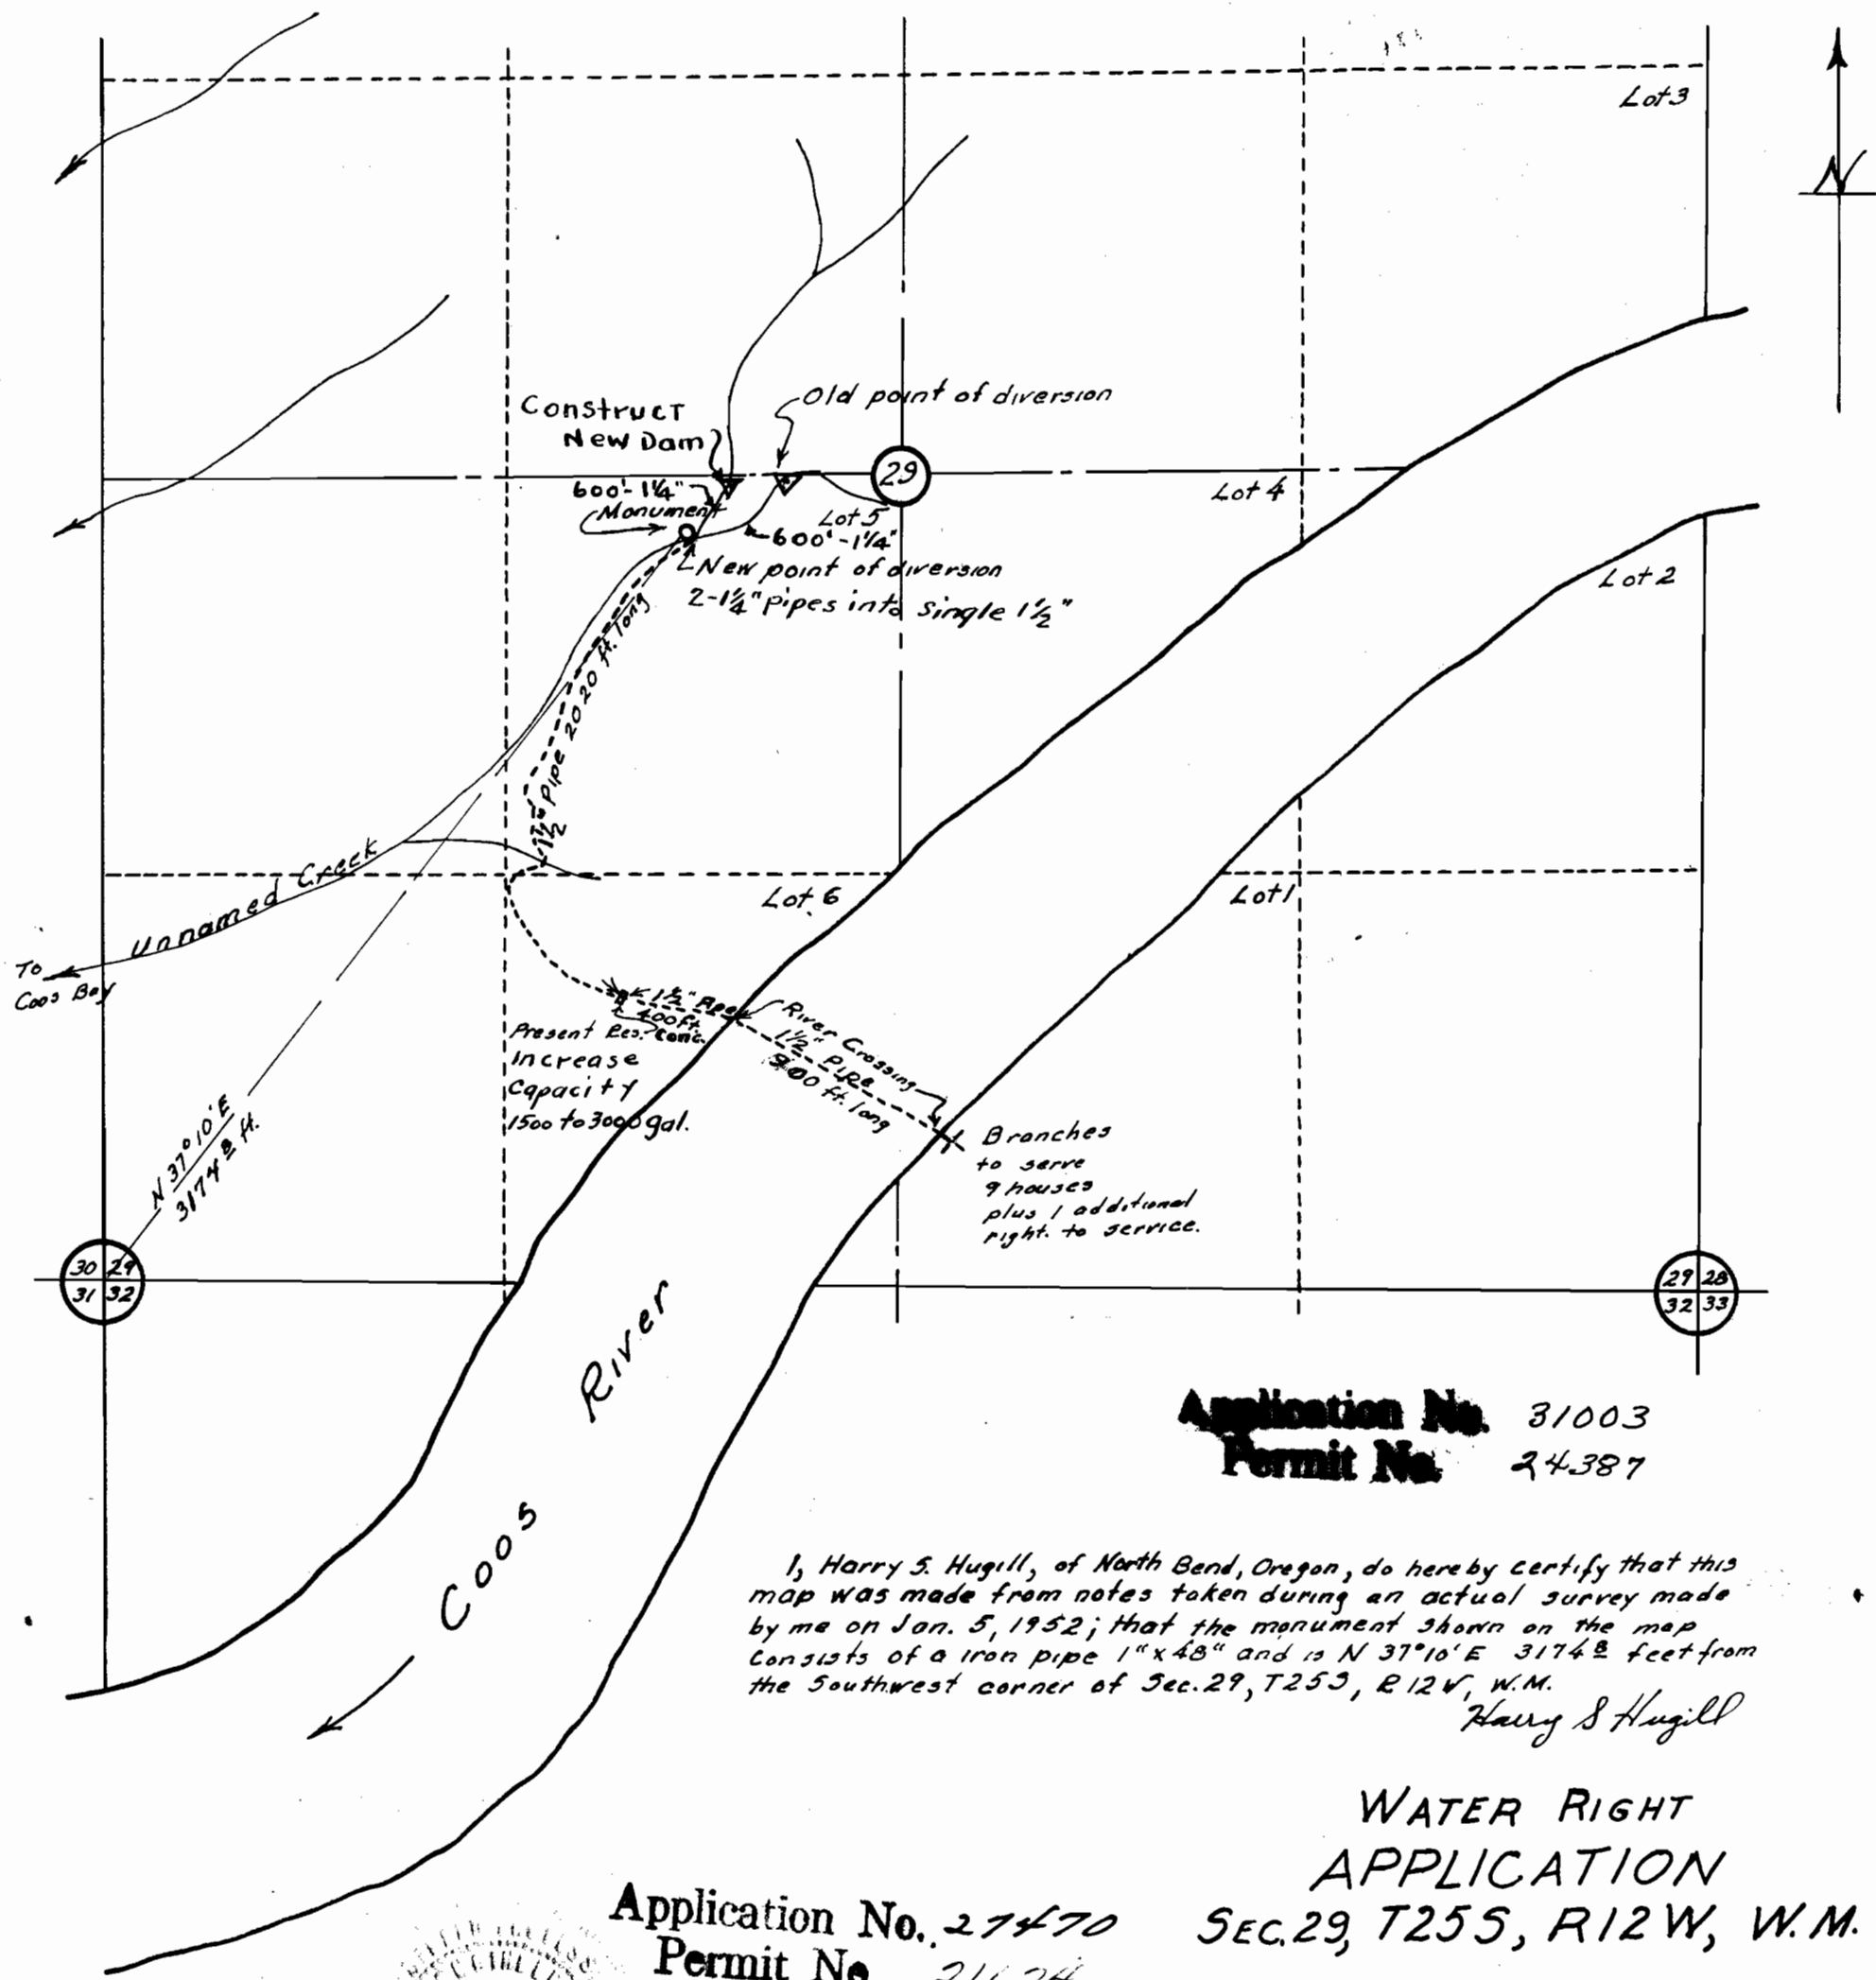 Lot 3
N
Construct
New Dam
Old point of diversion
29
600'-1¼"
Monument
Lot 5
600'-1¼"
Lot 4
New point of diversion
2-1¼" pipes into single 1½"
Lot 2
1½" Pipe 2020 ft. long
Unnamed Creek
To
Coos Bay
Lot 6
Lot 1
1½" Pipe
400 ft.
Present Res. Conc.
Increase
Capacity
1500 to 3000 gal.
River Crossing
1½" Pipe
900 ft. long
Branches
to serve
9 houses
plus 1 additional
right. to service.
N 37°10'E
3174.8 ft.
30 29
31 32
29 28
32 33
Coos River
Application No. 31003
Permit No. 24387
I, Harry S. Hugill, of North Bend, Oregon, do hereby certify that this
map was made from notes taken during an actual survey made
by me on Jan. 5, 1952; that the monument shown on the map
Consists of a iron pipe 1"x48" and is N 37°10'E 3174.8 feet from
the Southwest corner of Sec. 29, T25S, R12W, W.M.
Harry S Hugill
WATER RIGHT
APPLICATION
SEC. 29, T25S, R12W, W.M.
Application No. 27470
Permit No